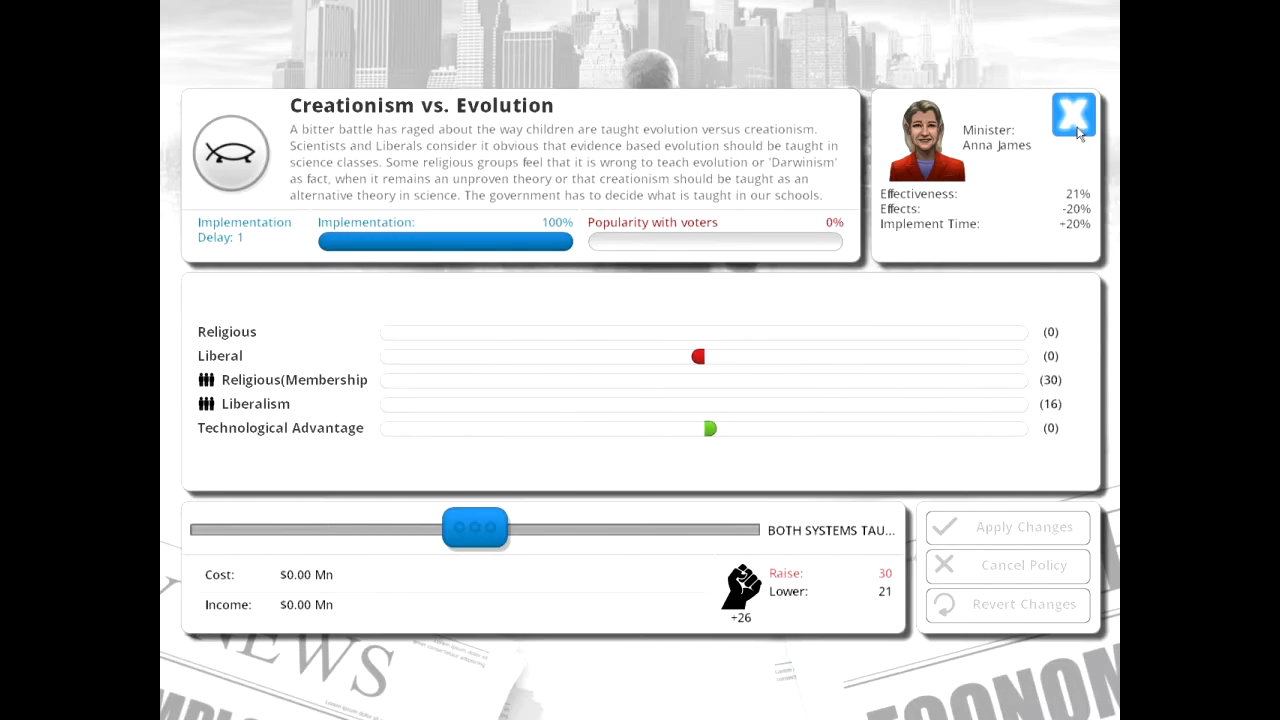 Creationism vs. Evolution
A bitter battle has raged about the way children are taught evolution versus creationism.
Scientists and Liberals consider it obvious that evidence based evolution should be taught in
science classes. Some religious groups feel that it is wrong to teach evolution or 'Darwinism'
as fact, when it remains an unproven theory or that creationism should be taught as an
alternative theory in science. The government has to decide what is taught in our schools.
Implementation
Delay: 1
Implementation: 100%
Popularity with voters 0%
Minister:
Anna James
X
Effectiveness: 21%
Effects: -20%
Implement Time: +20%
Religious (0)
Liberal (0)
Religious(Membership (30)
Liberalism (16)
Technological Advantage (0)
BOTH SYSTEMS TAU...
Cost: $0.00 Mn
Income: $0.00 Mn
+26
Raise: 30
Lower: 21
Apply Changes
Cancel Policy
Revert Changes
NEWS
ECONOM